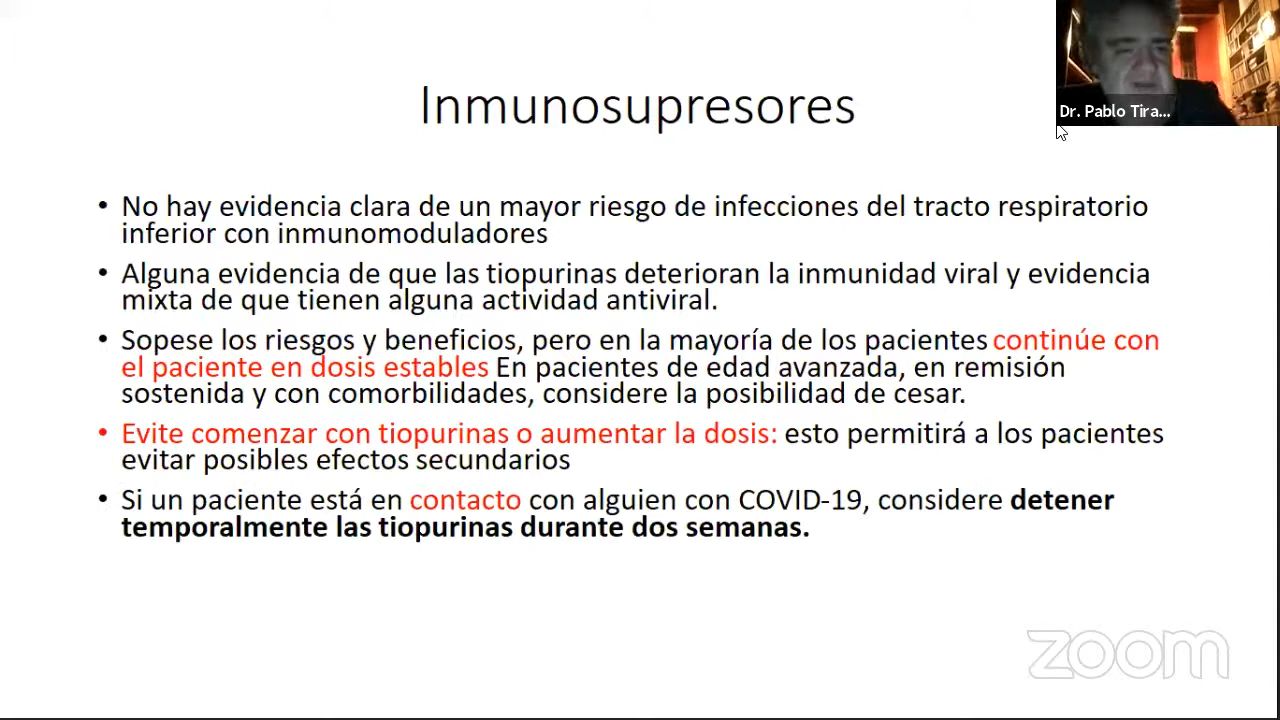 Inmunosupresores
Dr. Pablo Tira...
• No hay evidencia clara de un mayor riesgo de infecciones del tracto respiratorio
inferior con inmunomoduladores
• Alguna evidencia de que las tiopurinas deterioran la inmunidad viral y evidencia
mixta de que tienen alguna actividad antiviral.
• Sopese los riesgos y beneficios, pero en la mayoría de los pacientes continúe con
el paciente en dosis estables En pacientes de edad avanzada, en remisión
sostenida y con comorbilidades, considere la posibilidad de cesar.
• Evite comenzar con tiopurinas o aumentar la dosis: esto permitirá a los pacientes
evitar posibles efectos secundarios
• Si un paciente está en contacto con alguien con COVID-19, considere detener
temporalmente las tiopurinas durante dos semanas.
zoom